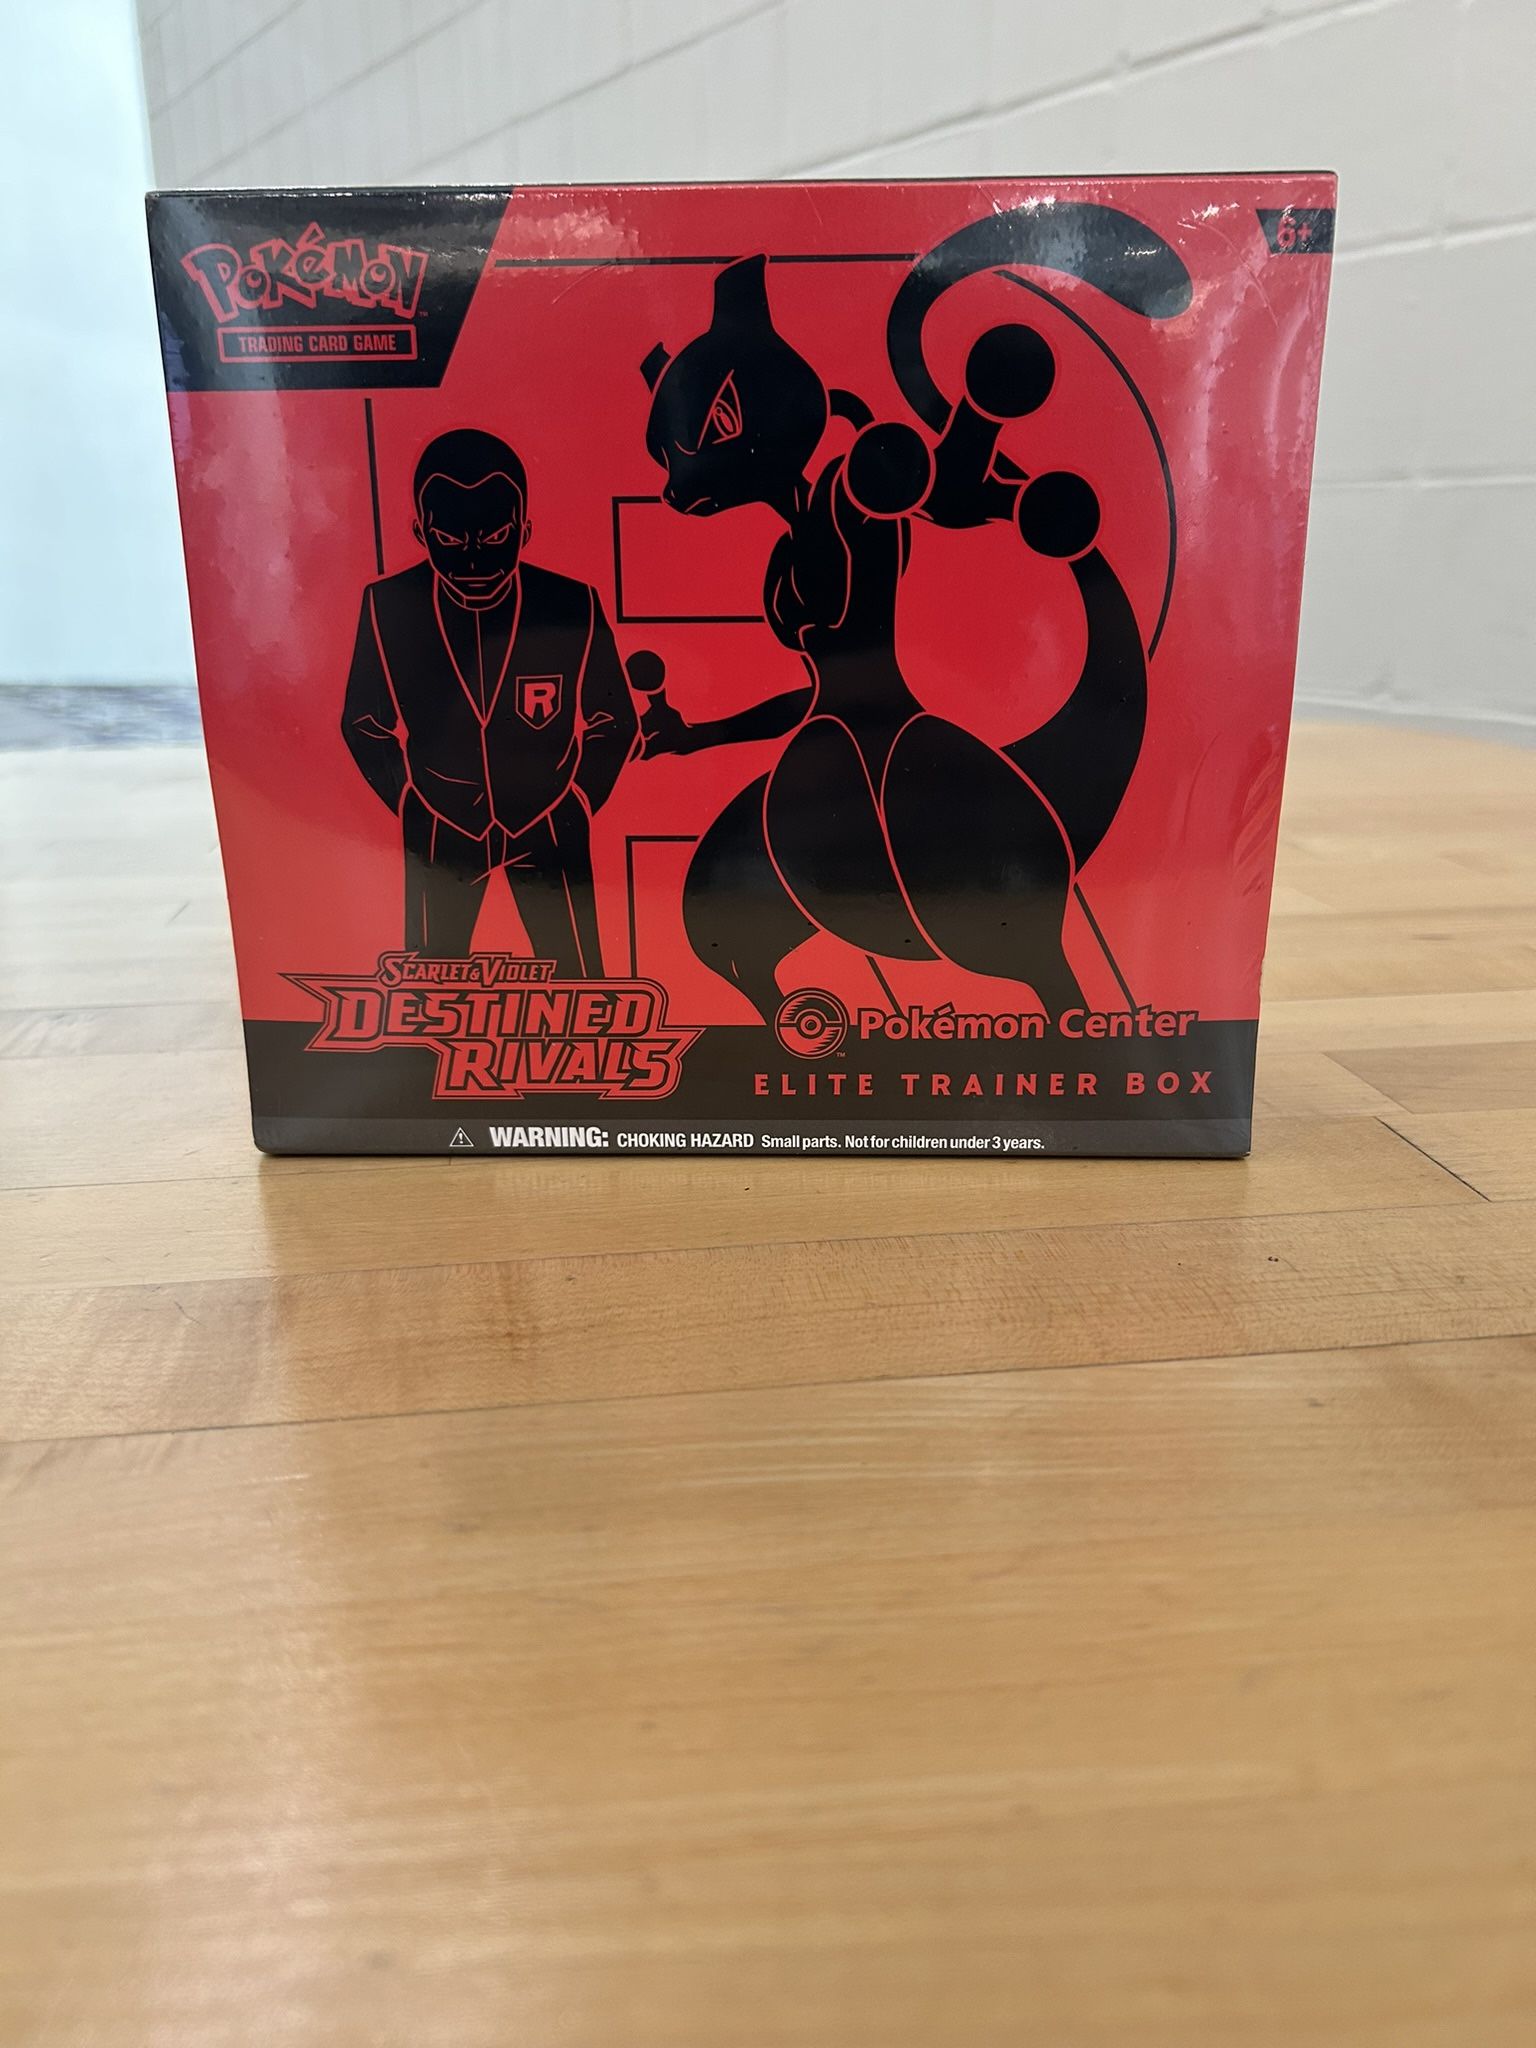 POKéMON
TRADING CARD GAME
6+
R
SCARLET & VIOLET
DESTINED
RIVALS
Pokémon Center
ELITE TRAINER BOX
WARNING: CHOKING HAZARD Small parts. Not for children under 3 years.